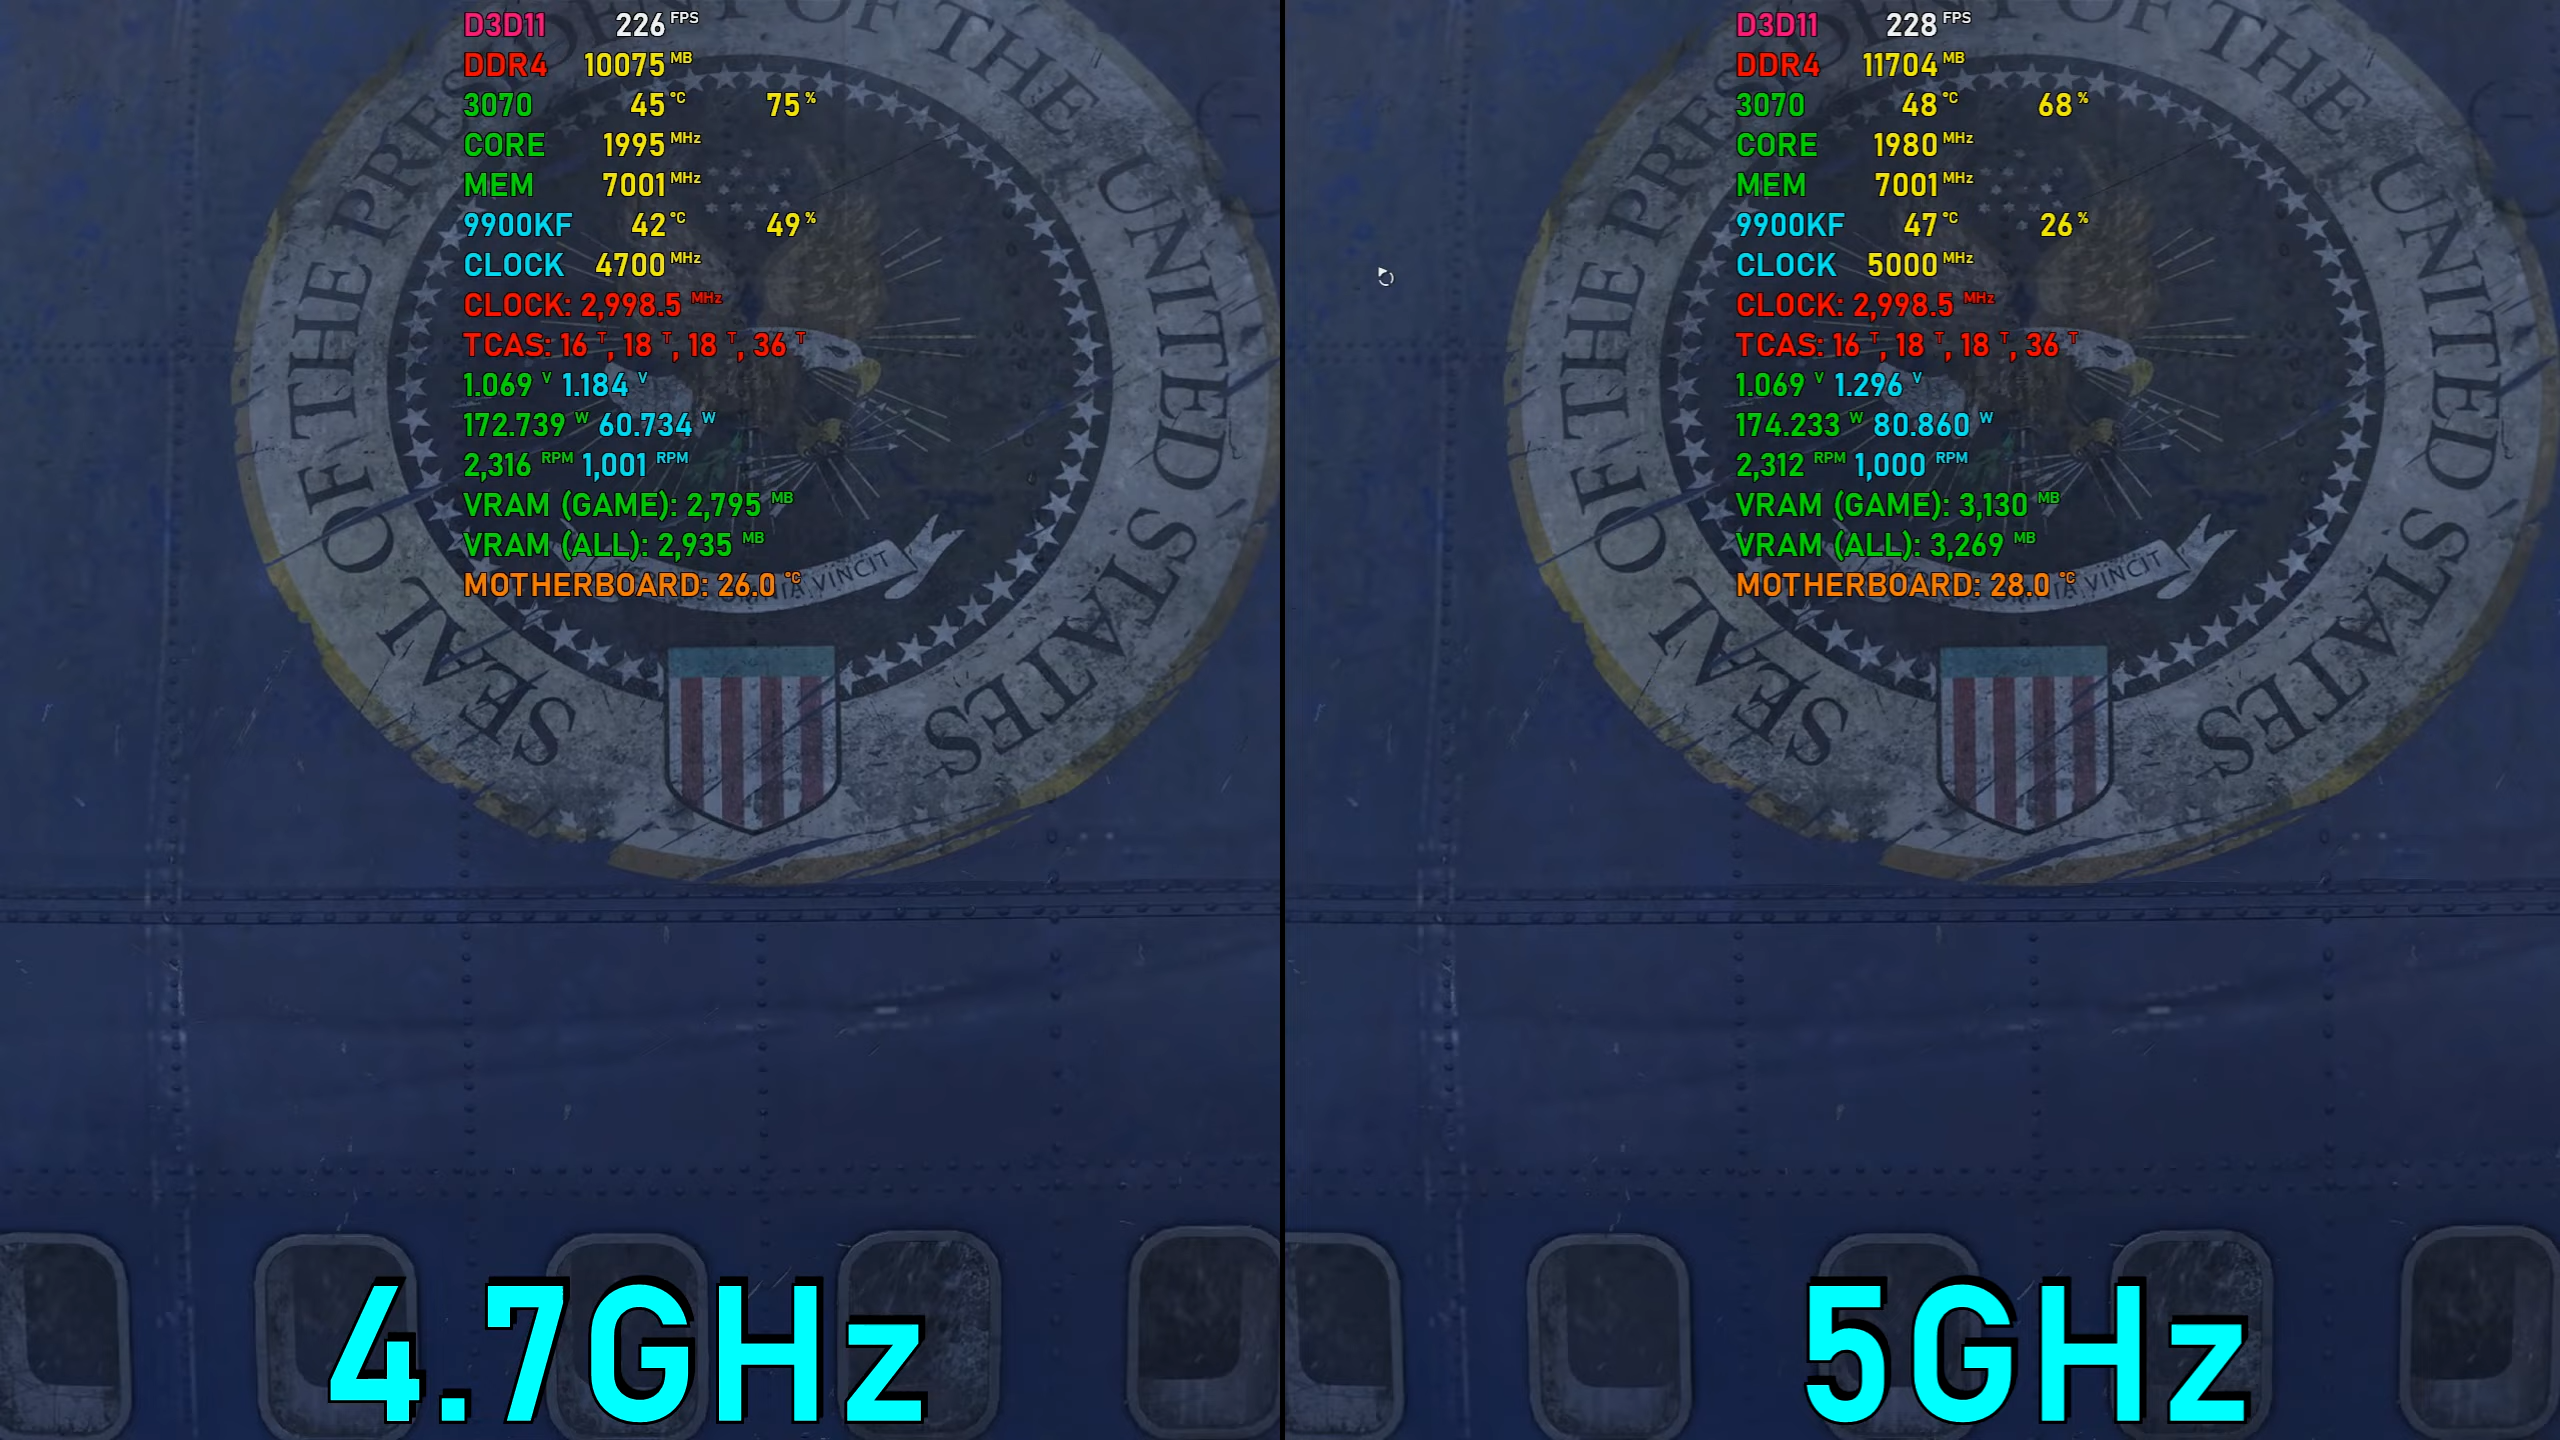 D3D11 226 FPS
DDR4 10075 MB
3070 45 °C 75 %
CORE 1995 MHz
MEM 7001 MHz
9900KF 42 °C 49 %
CLOCK 4700 MHz
CLOCK: 2,998.5 MHz
TCAS: 16 T, 18 T, 18 T, 36 T
1.069 V 1.184 V
172.739 W 60.734 W
2,316 RPM 1,001 RPM
VRAM (GAME): 2,795 MB
VRAM (ALL): 2,935 MB
MOTHERBOARD: 26.0 °C
SEAL OF THE PRES OF THE UNITED STATES
VINCIT
4.7GHz
D3D11 228 FPS
DDR4 11704 MB
3070 48 °C 68 %
CORE 1980 MHz
MEM 7001 MHz
9900KF 47 °C 26 %
CLOCK 5000 MHz
CLOCK: 2,998.5 MHz
TCAS: 16 T, 18 T, 18 T, 36 T
1.069 V 1.296 V
174.233 W 80.860 W
2,312 RPM 1,000 RPM
VRAM (GAME): 3,130 MB
VRAM (ALL): 3,269 MB
MOTHERBOARD: 28.0 °C
SEAL OF THE PRES OF THE UNITED STATES
VINCIT
5GHz